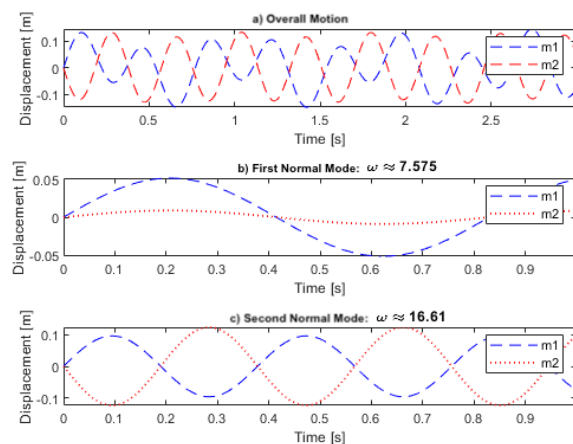 a) Overall Motion
Displacement [m]
0.1
0
-0.1
m1
m2
0 0.5 1 1.5 2 2.5
Time [s]
b) First Normal Mode: ω ≈ 7.575
Displacement [m]
0.05
0
-0.05
m1
m2
0 0.1 0.2 0.3 0.4 0.5 0.6 0.7 0.8 0.9
Time [s]
c) Second Normal Mode: ω ≈ 16.61
Displacement [m]
0.1
0
-0.1
m1
m2
0 0.1 0.2 0.3 0.4 0.5 0.6 0.7 0.8 0.9
Time [s]